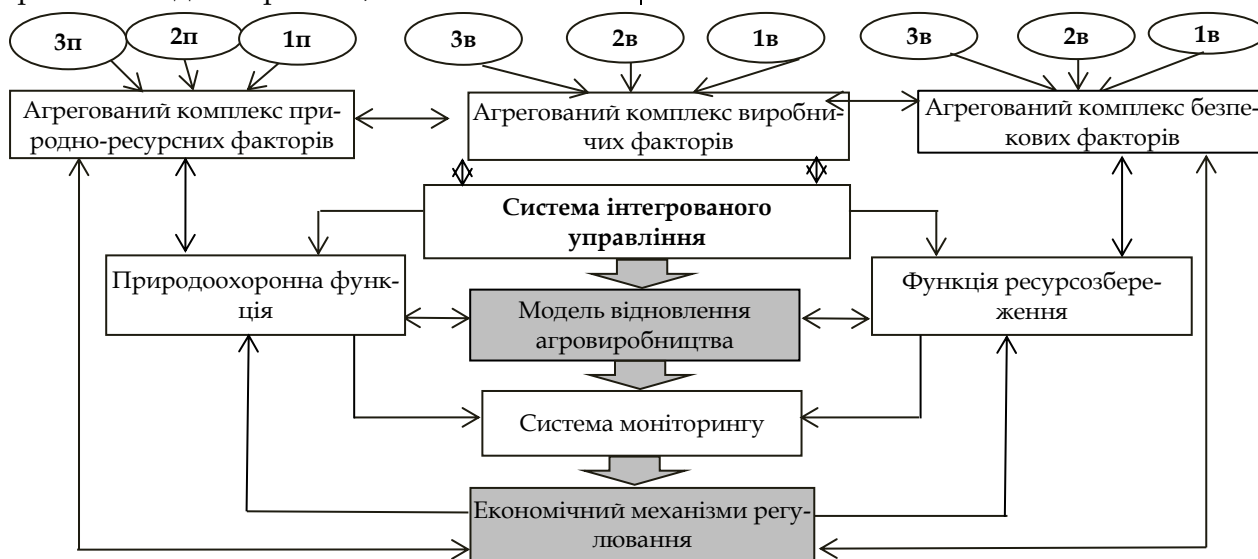 3п 2п 1п 3в 2в 1в 3в 2в 1в
Агрегований комплекс при-
родно-ресурсних факторів
Агрегований комплекс виробни-
чих факторів
Агрегований комплекс безпе-
кових факторів
Система інтегрованого
управління
Природоохоронна функ-
ція
Модель відновлення
агровиробництва
Функція ресурсозбере-
ження
Система моніторингу
Економічний механізми регу-
лювання